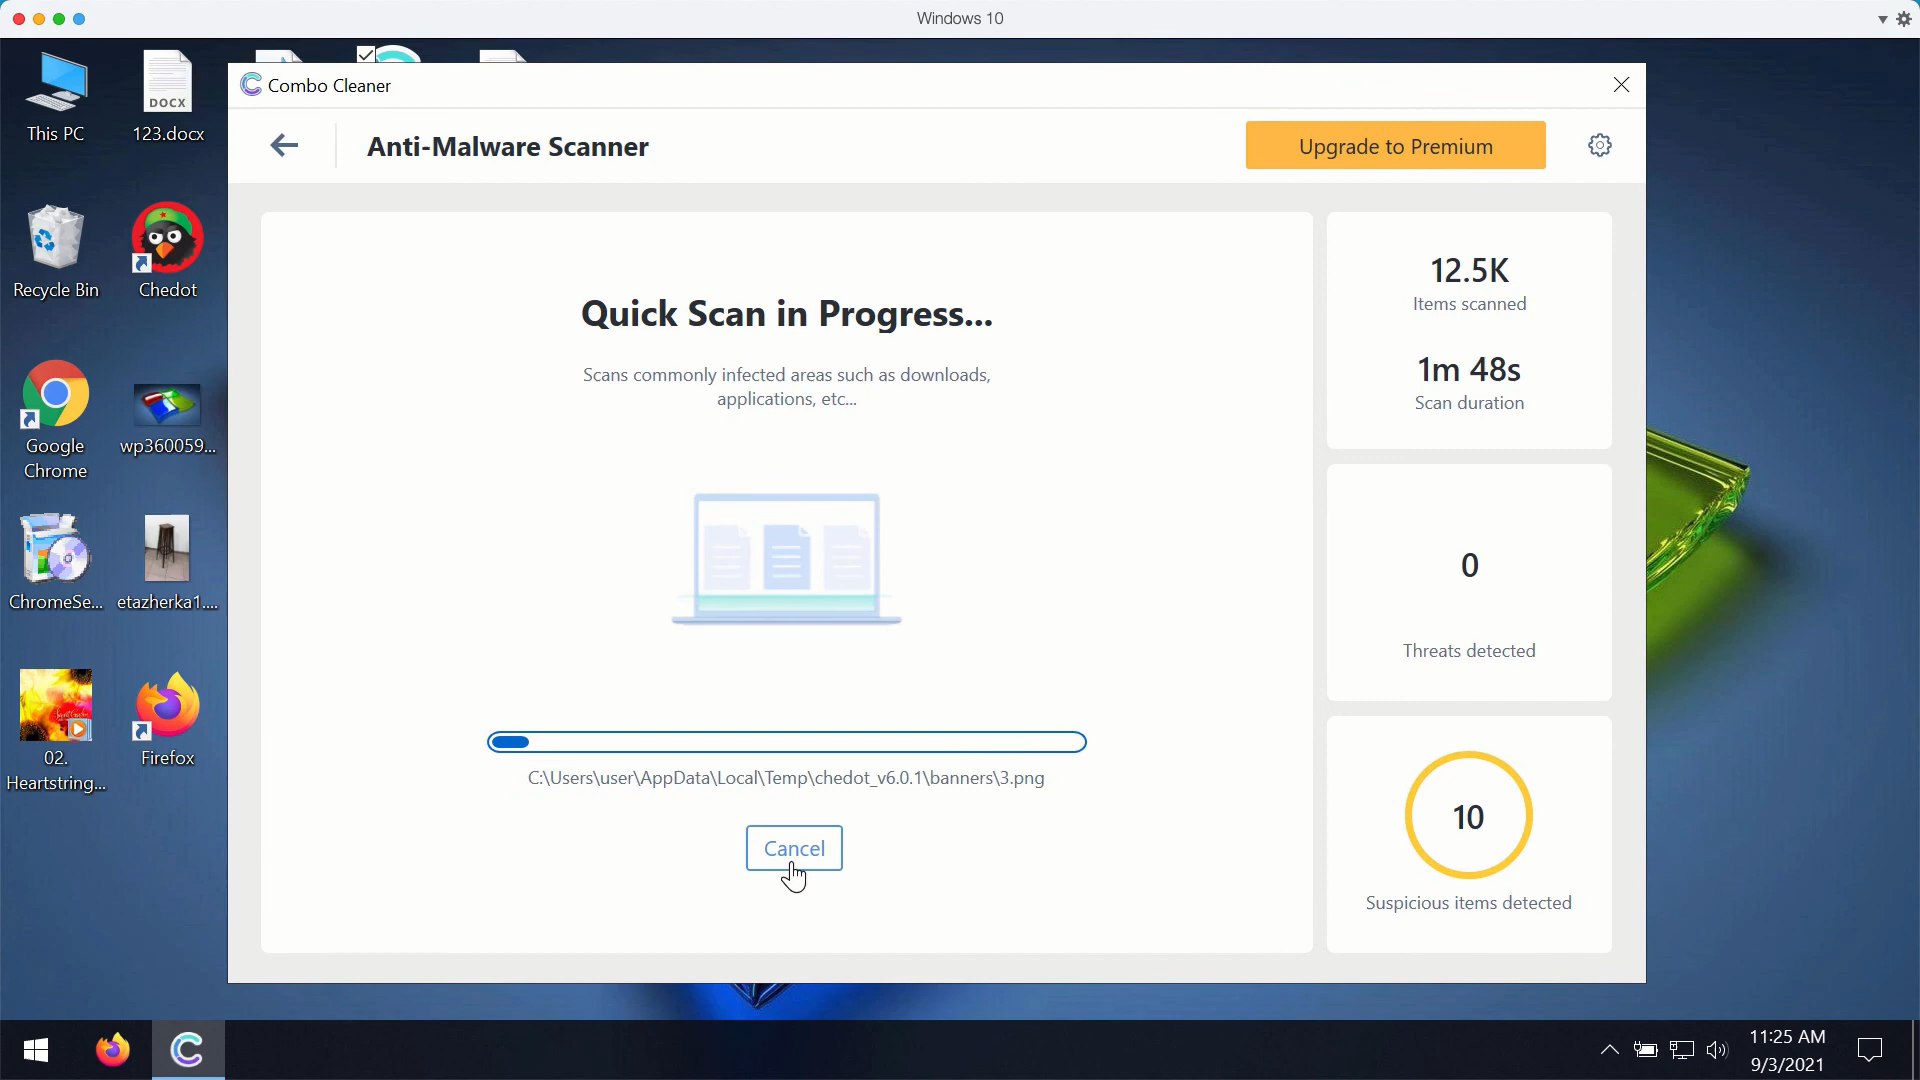 Windows 10
This PC
DOCX
123.docx
Recycle Bin
Chedot
Google
Chrome
wp360059...
ChromeSe...
etazherka1....
02.
Heartstring...
Firefox
Combo Cleaner
Anti-Malware Scanner
Upgrade to Premium
Quick Scan in Progress...
Scans commonly infected areas such as downloads,
applications, etc...
C:\Users\user\AppData\Local\Temp\chedot_v6.0.1\banners\3.png
Cancel
12.5K
Items scanned
1m 48s
Scan duration
0
Threats detected
10
Suspicious items detected
11:25 AM
9/3/2021